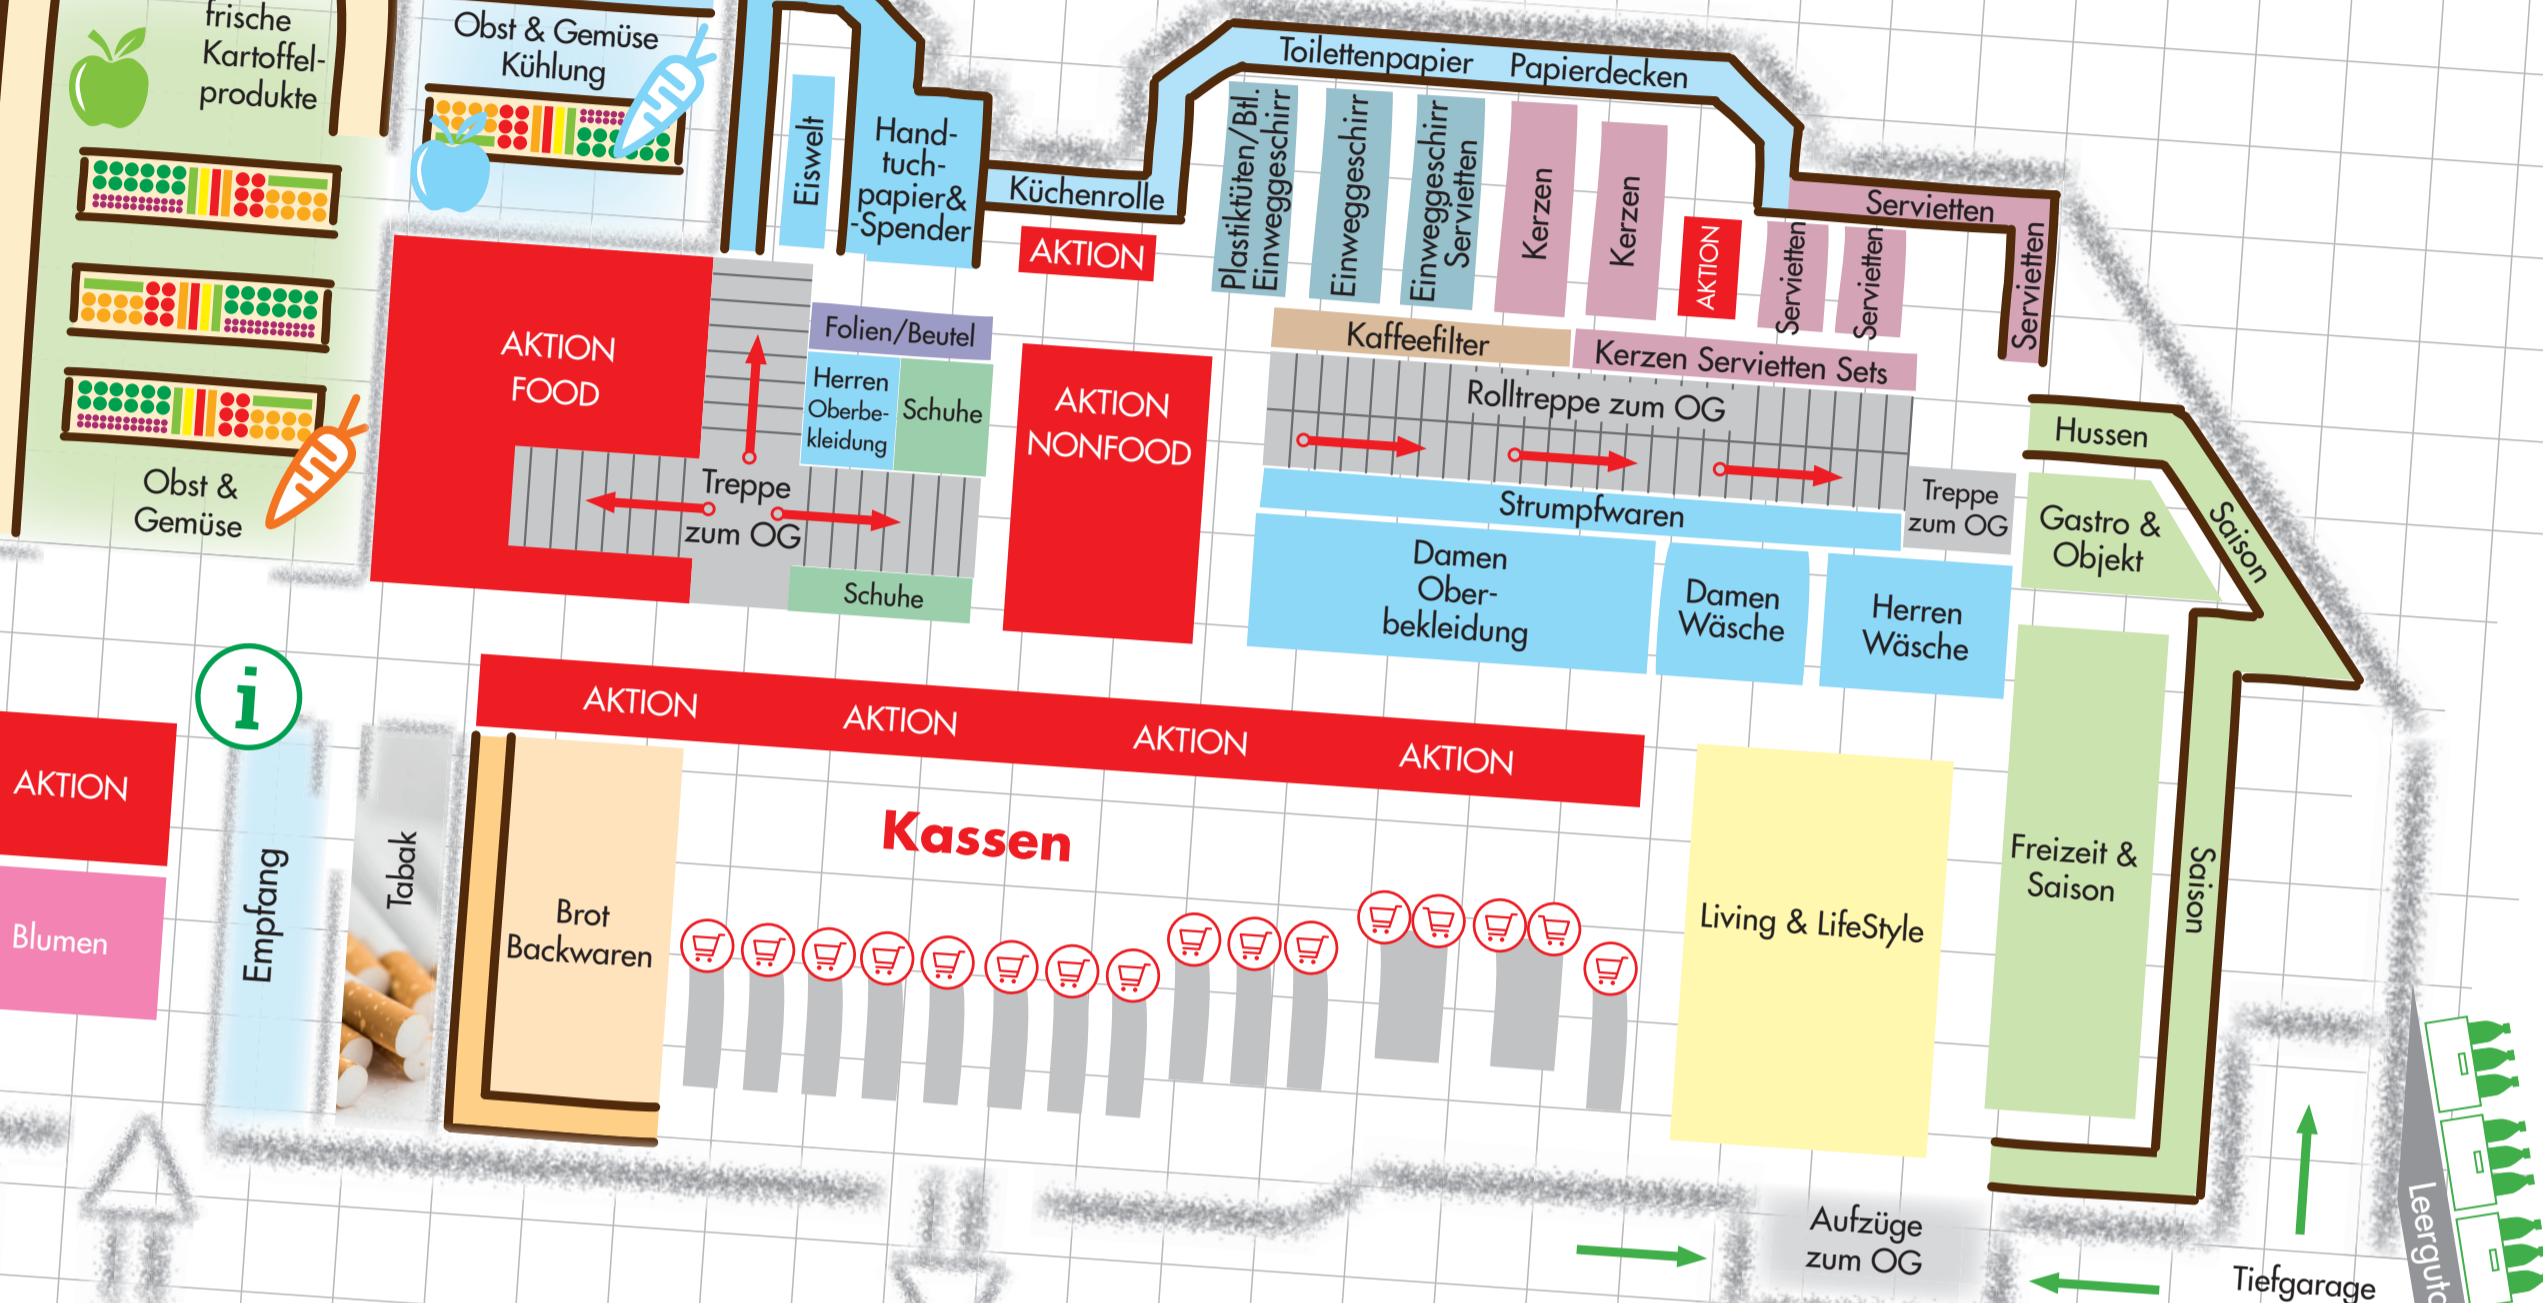 frische
Kartoffel-
produkte
Obst & Gemüse
Kühlung
Eiswelt
Hand-
tuch-
papier&
-Spender
Küchenrolle
AKTION
Toilettenpapier Papierdecken
Plastiktüten/Btl.
Einweggeschirr
Einweggeschirr
Einweggeschirr
Servietten
Kerzen
Kerzen
AKTION
Servietten
Servietten
Servietten
Servietten
AKTION
FOOD
Folien/Beutel
Herren
Oberbe-
kleidung
Schuhe
AKTION
NONFOOD
Kaffeefilter
Kerzen Servietten Sets
Rolltreppe zum OG
Treppe
zum OG
Schuhe
Strumpfwaren
Treppe
zum OG
Damen
Ober-
bekleidung
Damen
Wäsche
Herren
Wäsche
Hussen
Gastro &
Objekt
Saison
Obst &
Gemüse
i
AKTION
AKTION
AKTION
AKTION
AKTION
Blumen
Empfang
Tabak
Brot
Backwaren
Kassen
Living & LifeStyle
Freizeit &
Saison
Saison
Aufzüge
zum OG
Tiefgarage
Leergut